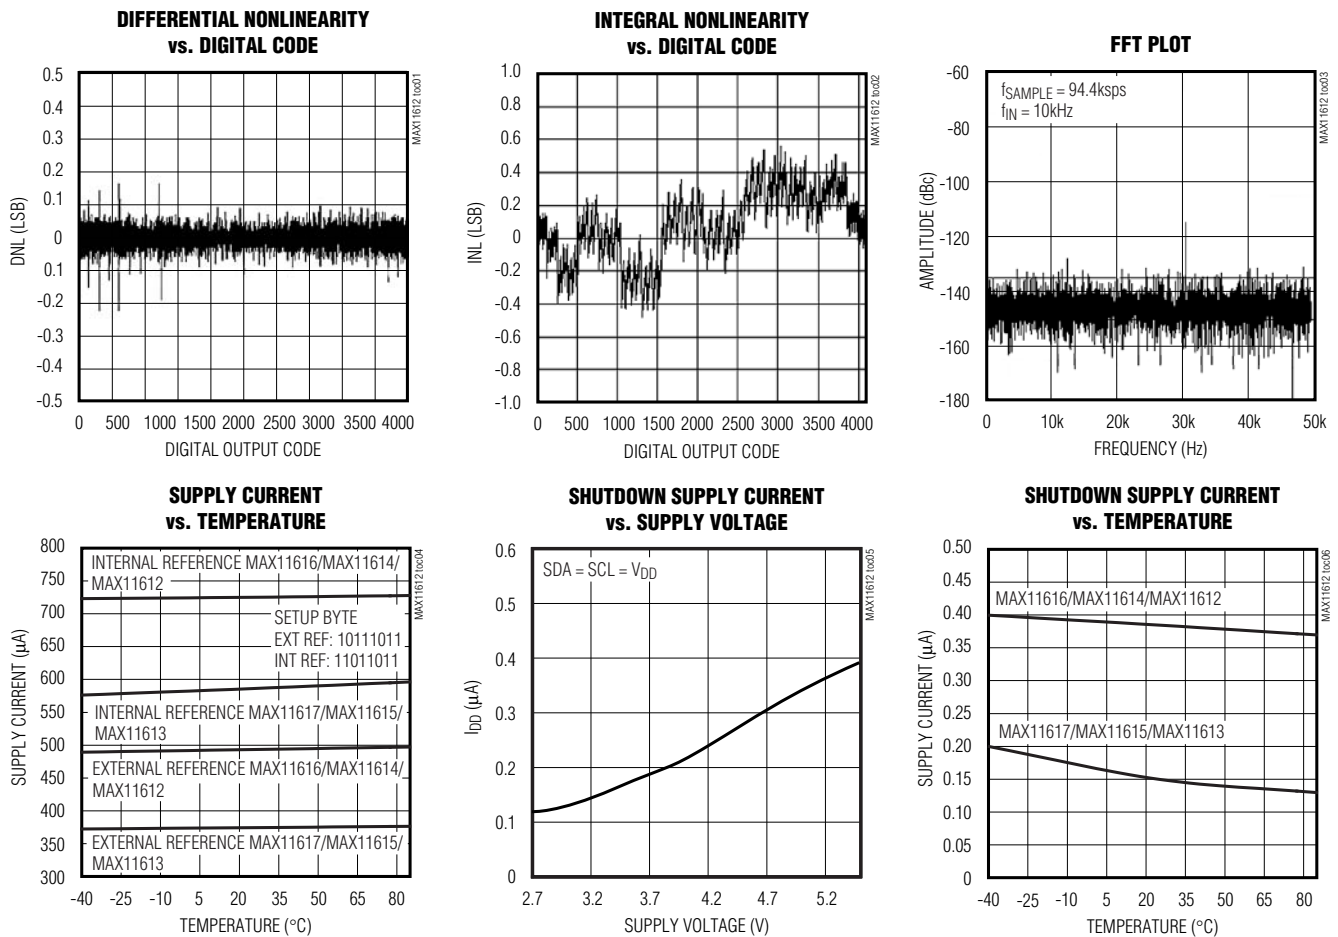 DIFFERENTIAL NONLINEARITY
vs. DIGITAL CODE
MAX11612 toc01
DNL (LSB)
0.5
0.4
0.3
0.2
0.1
0
0.1
-0.2
-0.3
-0.4
-0.5
0 500 1000 1500 2000 2500 3000 3500 4000
DIGITAL OUTPUT CODE
INTEGRAL NONLINEARITY
vs. DIGITAL CODE
MAX11612 toc02
INL (LSB)
1.0
0.8
0.6
0.4
0.2
0
-0.2
-0.4
-0.6
-0.8
-1.0
0 500 1000 1500 2000 2500 3000 3500 4000
DIGITAL OUTPUT CODE
FFT PLOT
MAX11612 toc03
fSAMPLE = 94.4ksps
fIN = 10kHz
AMPLITUDE (dBc)
-60
-80
-100
-120
-140
-160
-180
0 10k 20k 30k 40k 50k
FREQUENCY (Hz)
SUPPLY CURRENT
vs. TEMPERATURE
MAX11612 toc04
SUPPLY CURRENT (µA)
800
750
700
650
600
550
500
450
400
350
300
INTERNAL REFERENCE MAX11616/MAX11614/
MAX11612
SETUP BYTE
EXT REF: 10111011
INT REF: 11011011
INTERNAL REFERENCE MAX11617/MAX11615/
MAX11613
EXTERNAL REFERENCE MAX11616/MAX11614/
MAX11612
EXTERNAL REFERENCE MAX11617/MAX11615/
MAX11613
-40 -25 -10 5 20 35 50 65 80
TEMPERATURE (°C)
SHUTDOWN SUPPLY CURRENT
vs. SUPPLY VOLTAGE
MAX11612 toc05
SDA = SCL = VDD
IDD (µA)
0.6
0.5
0.4
0.3
0.2
0.1
0
2.7 3.2 3.7 4.2 4.7 5.2
SUPPLY VOLTAGE (V)
SHUTDOWN SUPPLY CURRENT
vs. TEMPERATURE
MAX11612 toc06
SUPPLY CURRENT (µA)
0.50
0.45
0.40
0.35
0.30
0.25
0.20
0.15
0.10
0.05
0
MAX11616/MAX11614/MAX11612
MAX11617/MAX11615/MAX11613
-40 -25 -10 5 20 35 50 65 80
TEMPERATURE (°C)